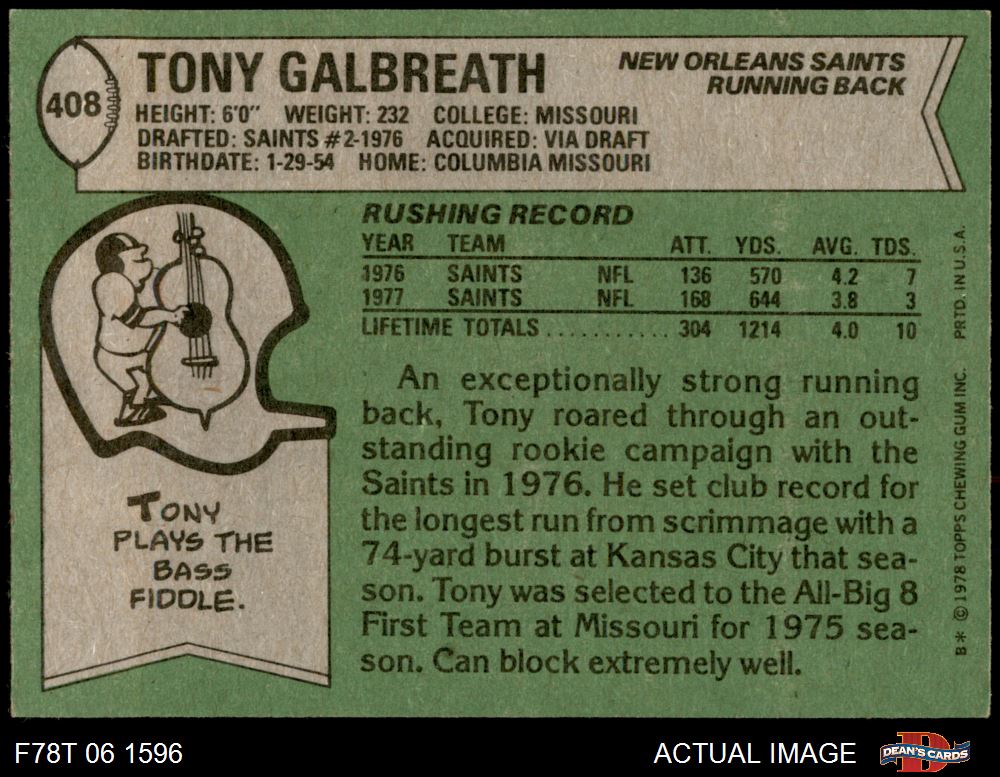 408
TONY GALBREATH
NEW ORLEANS SAINTS
RUNNING BACK
HEIGHT: 6'0" WEIGHT: 232 COLLEGE: MISSOURI
DRAFTED: SAINTS #2-1976 ACQUIRED: VIA DRAFT
BIRTHDATE: 1-29-54 HOME: COLUMBIA MISSOURI
RUSHING RECORD
YEAR TEAM ATT. YDS. AVG. TDS.
1976 SAINTS NFL 136 570 4.2 7
1977 SAINTS NFL 168 644 3.8 3
LIFETIME TOTALS . . . . . . . . . . . 304 1214 4.0 10
An exceptionally strong running
back, Tony roared through an out-
standing rookie campaign with the
Saints in 1976. He set club record for
the longest run from scrimmage with a
74-yard burst at Kansas City that sea-
son. Tony was selected to the All-Big 8
First Team at Missouri for 1975 sea-
son. Can block extremely well.
TONY
PLAYS THE
BASS
FIDDLE.
B* © 1978 TOPPS CHEWING GUM INC. PRTD. IN U.S.A.
F78T 06 1596
ACTUAL IMAGE
D
DEAN'S CARDS